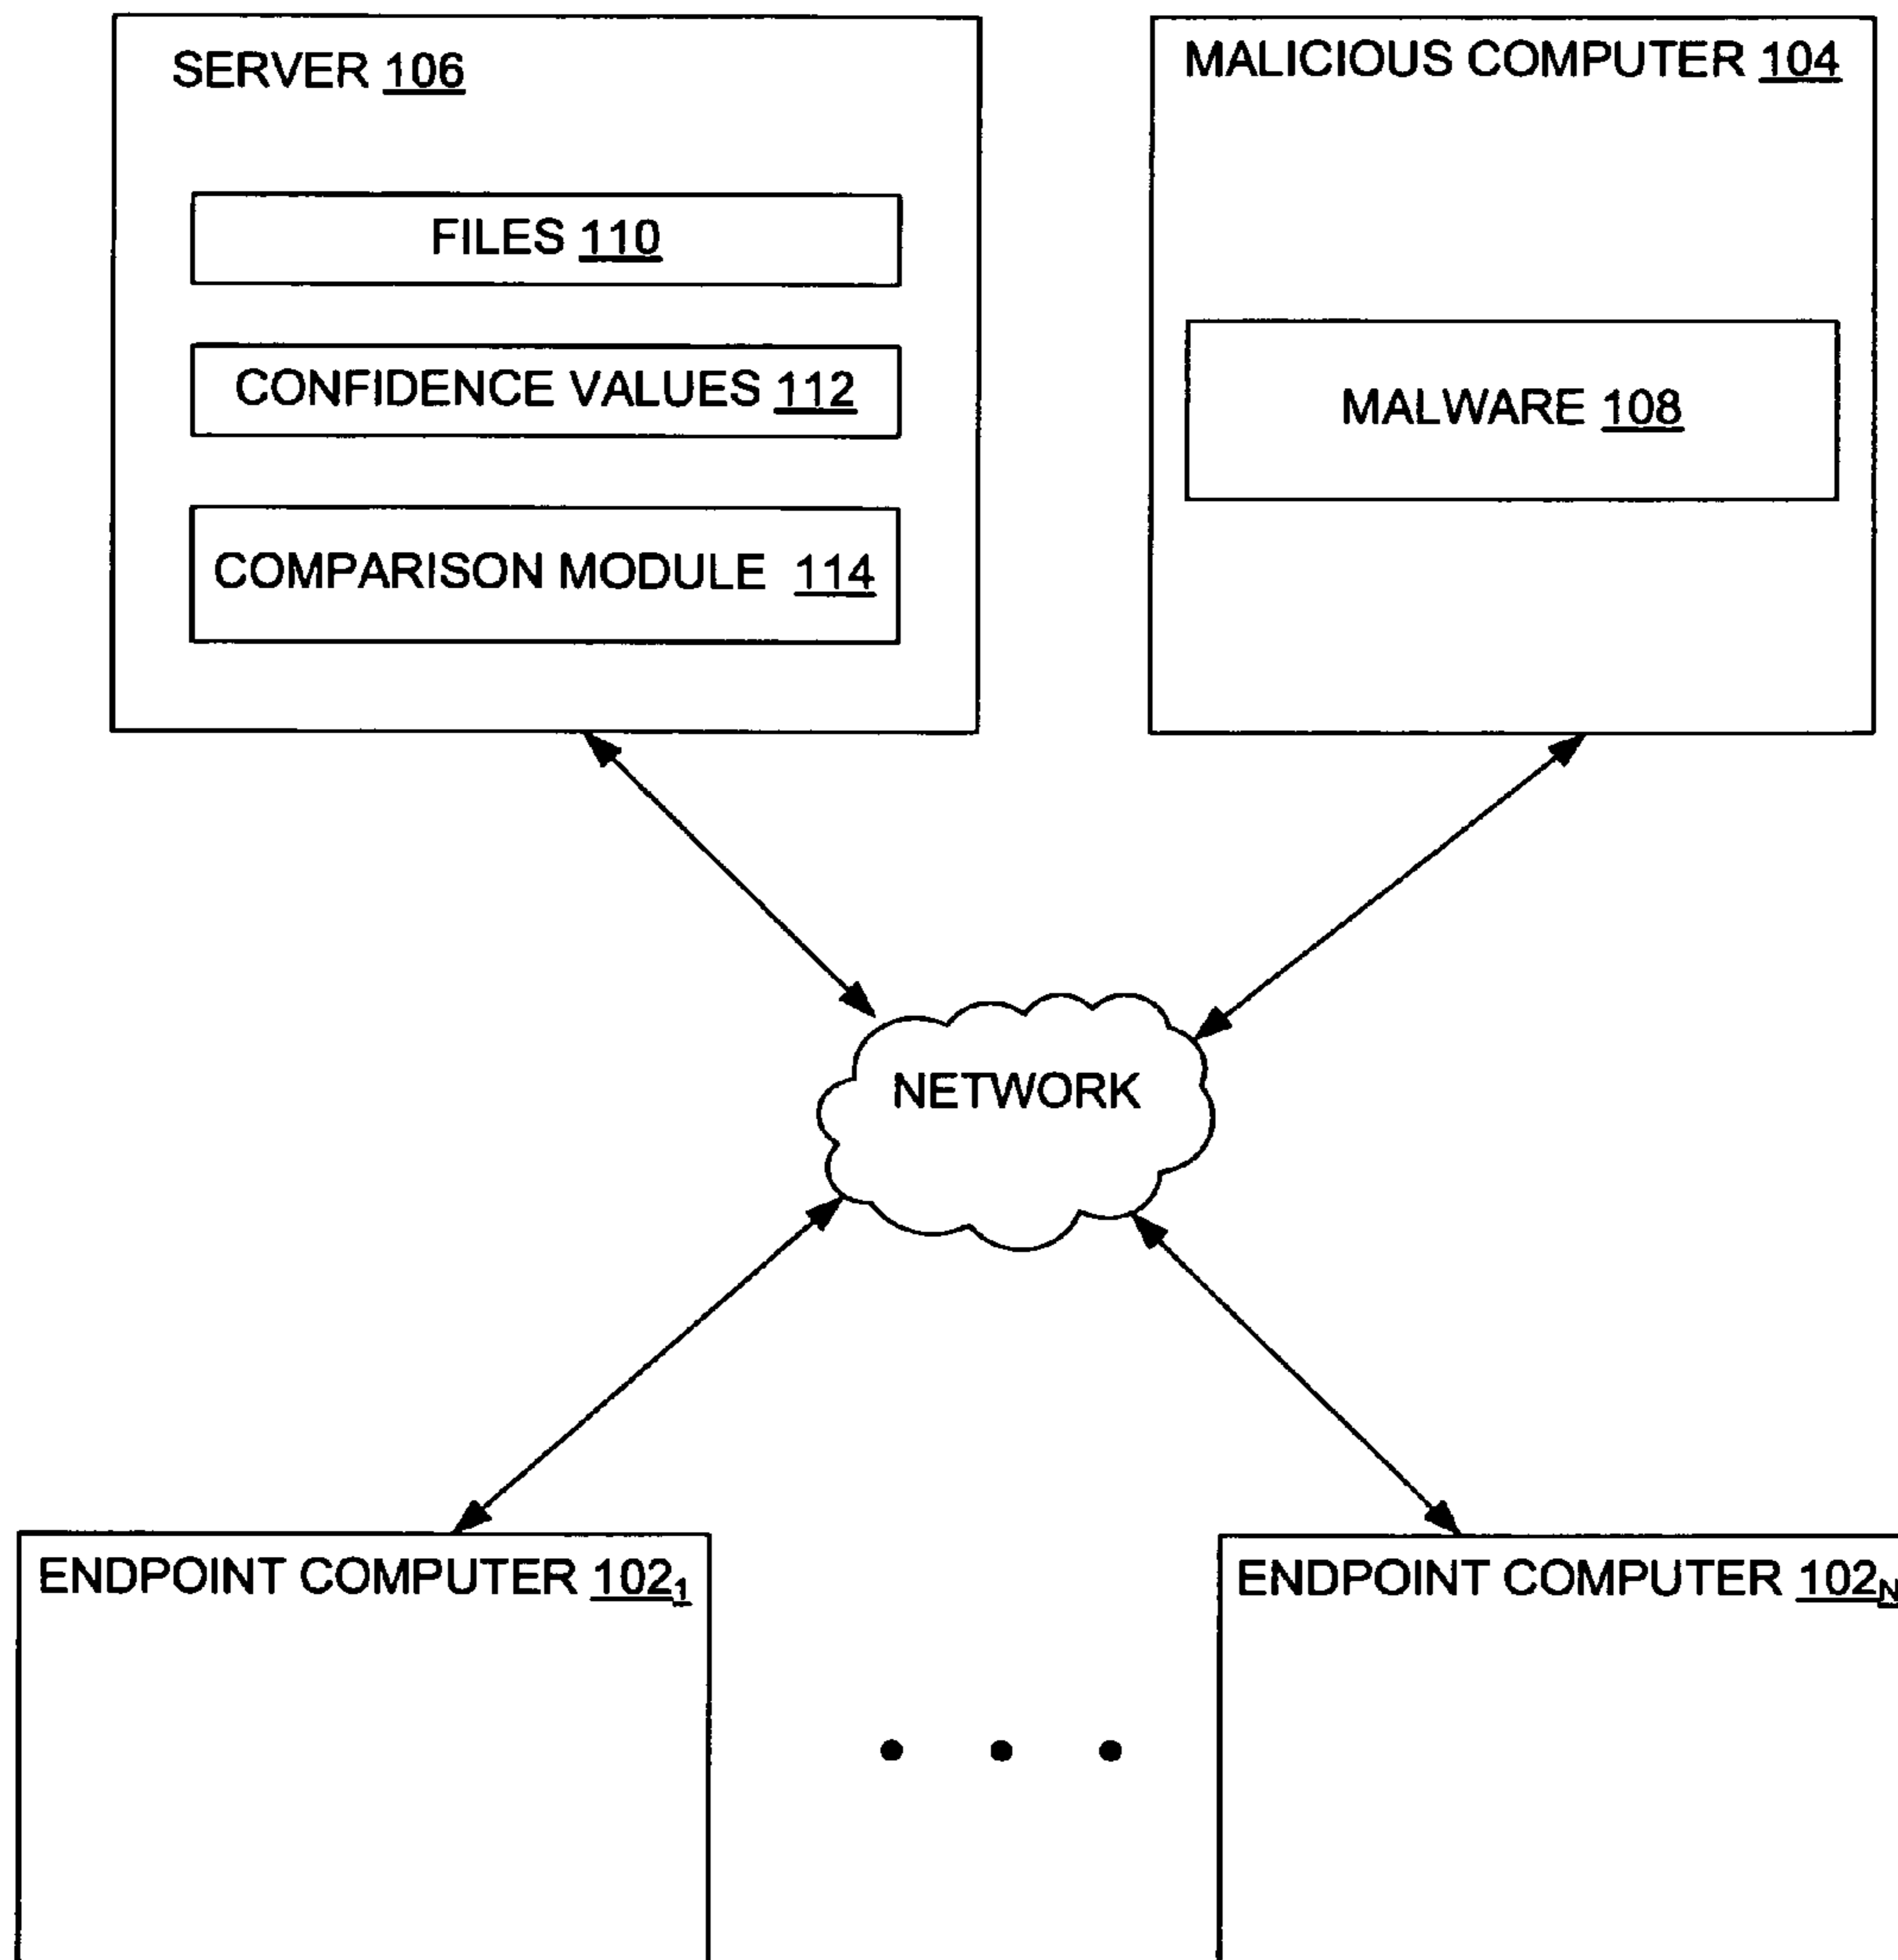 SERVER 106
FILES 110
CONFIDENCE VALUES 112
COMPARISON MODULE 114
MALICIOUS COMPUTER 104
MALWARE 108
NETWORK
ENDPOINT COMPUTER 102₁
ENDPOINT COMPUTER 102N